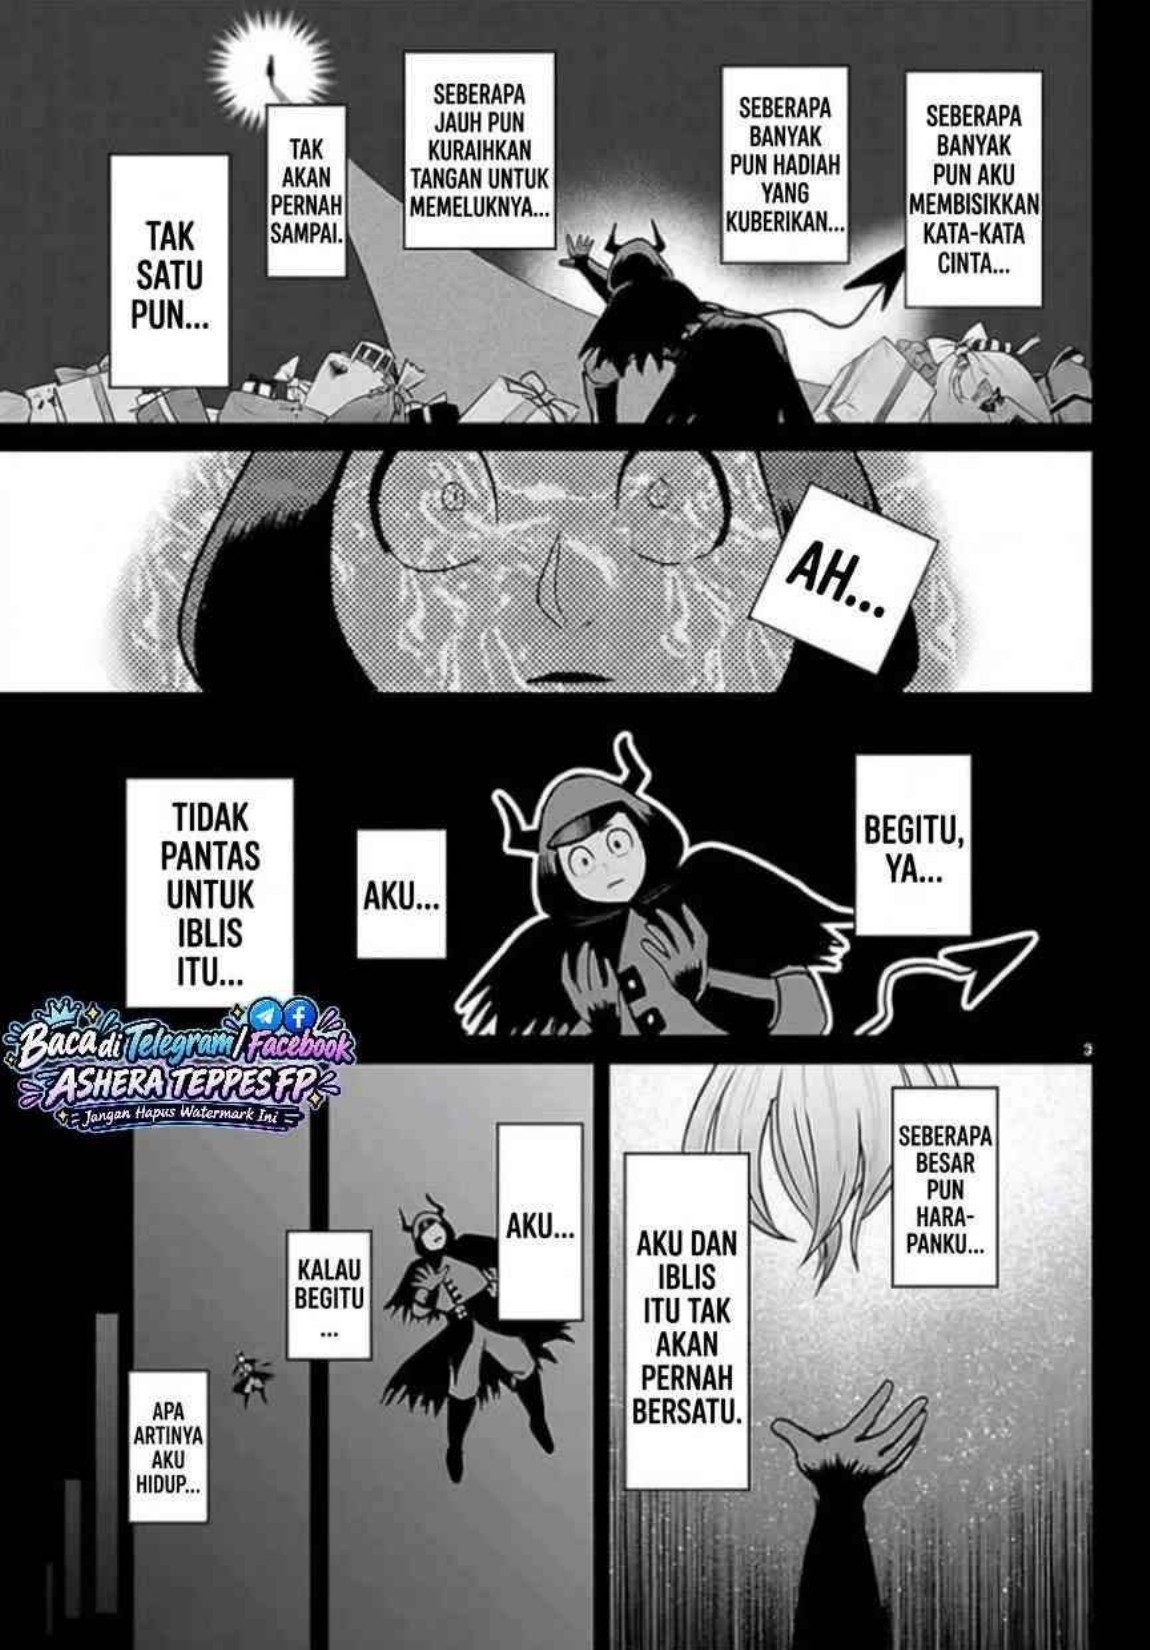 SEBERAPA
BANYAK
PUN AKU
MEMBISIKKAN
KATA-KATA
CINTA...
SEBERAPA
BANYAK
PUN HADIAH
YANG
KUBERIKAN...
SEBERAPA
JAUH PUN
KURAIHKAN
TANGAN UNTUK
MEMELUKNYA...
TAK
AKAN
PERNAH
SAMPAI.
TAK
SATU
PUN...
AH...
BEGITU,
YA...
AKU...
TIDAK
PANTAS
UNTUK
IBLIS
ITU...
Baca di Telegram/Facebook
ASHERA TEPPES FP
Jangan Hapus Watermark Ini
3
SEBERAPA
BESAR
PUN
HARA-
PANKU...
AKU DAN
IBLIS
ITU TAK
AKAN
PERNAH
BERSATU.
AKU...
KALAU
BEGITU
...
APA
ARTINYA
AKU
HIDUP...